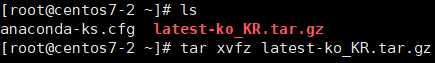 [root@centos7-2 ~]# ls
anaconda-ks.cfg  latest-ko_KR.tar.gz
[root@centos7-2 ~]# tar xvfz latest-ko_KR.tar.gz